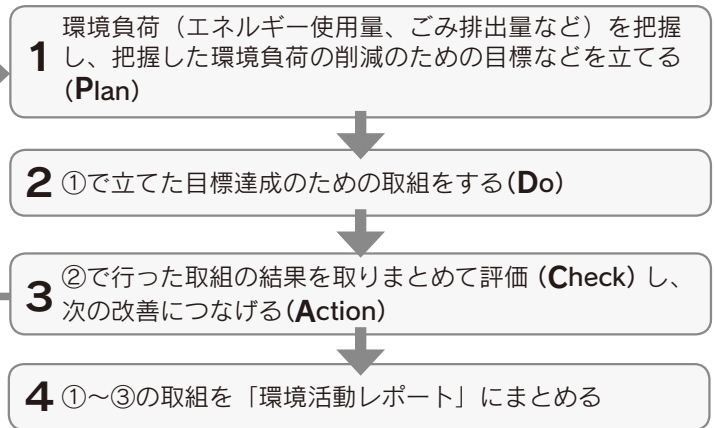 1
環境負荷（エネルギー使用量、ごみ排出量など）を把握
し、把握した環境負荷の削減のための目標などを立てる
(Plan)
2 ①で立てた目標達成のための取組をする(Do)
3
②で行った取組の結果を取りまとめて評価 (Check) し、
次の改善につなげる(Action)
4 ①～③の取組を「環境活動レポート」にまとめる